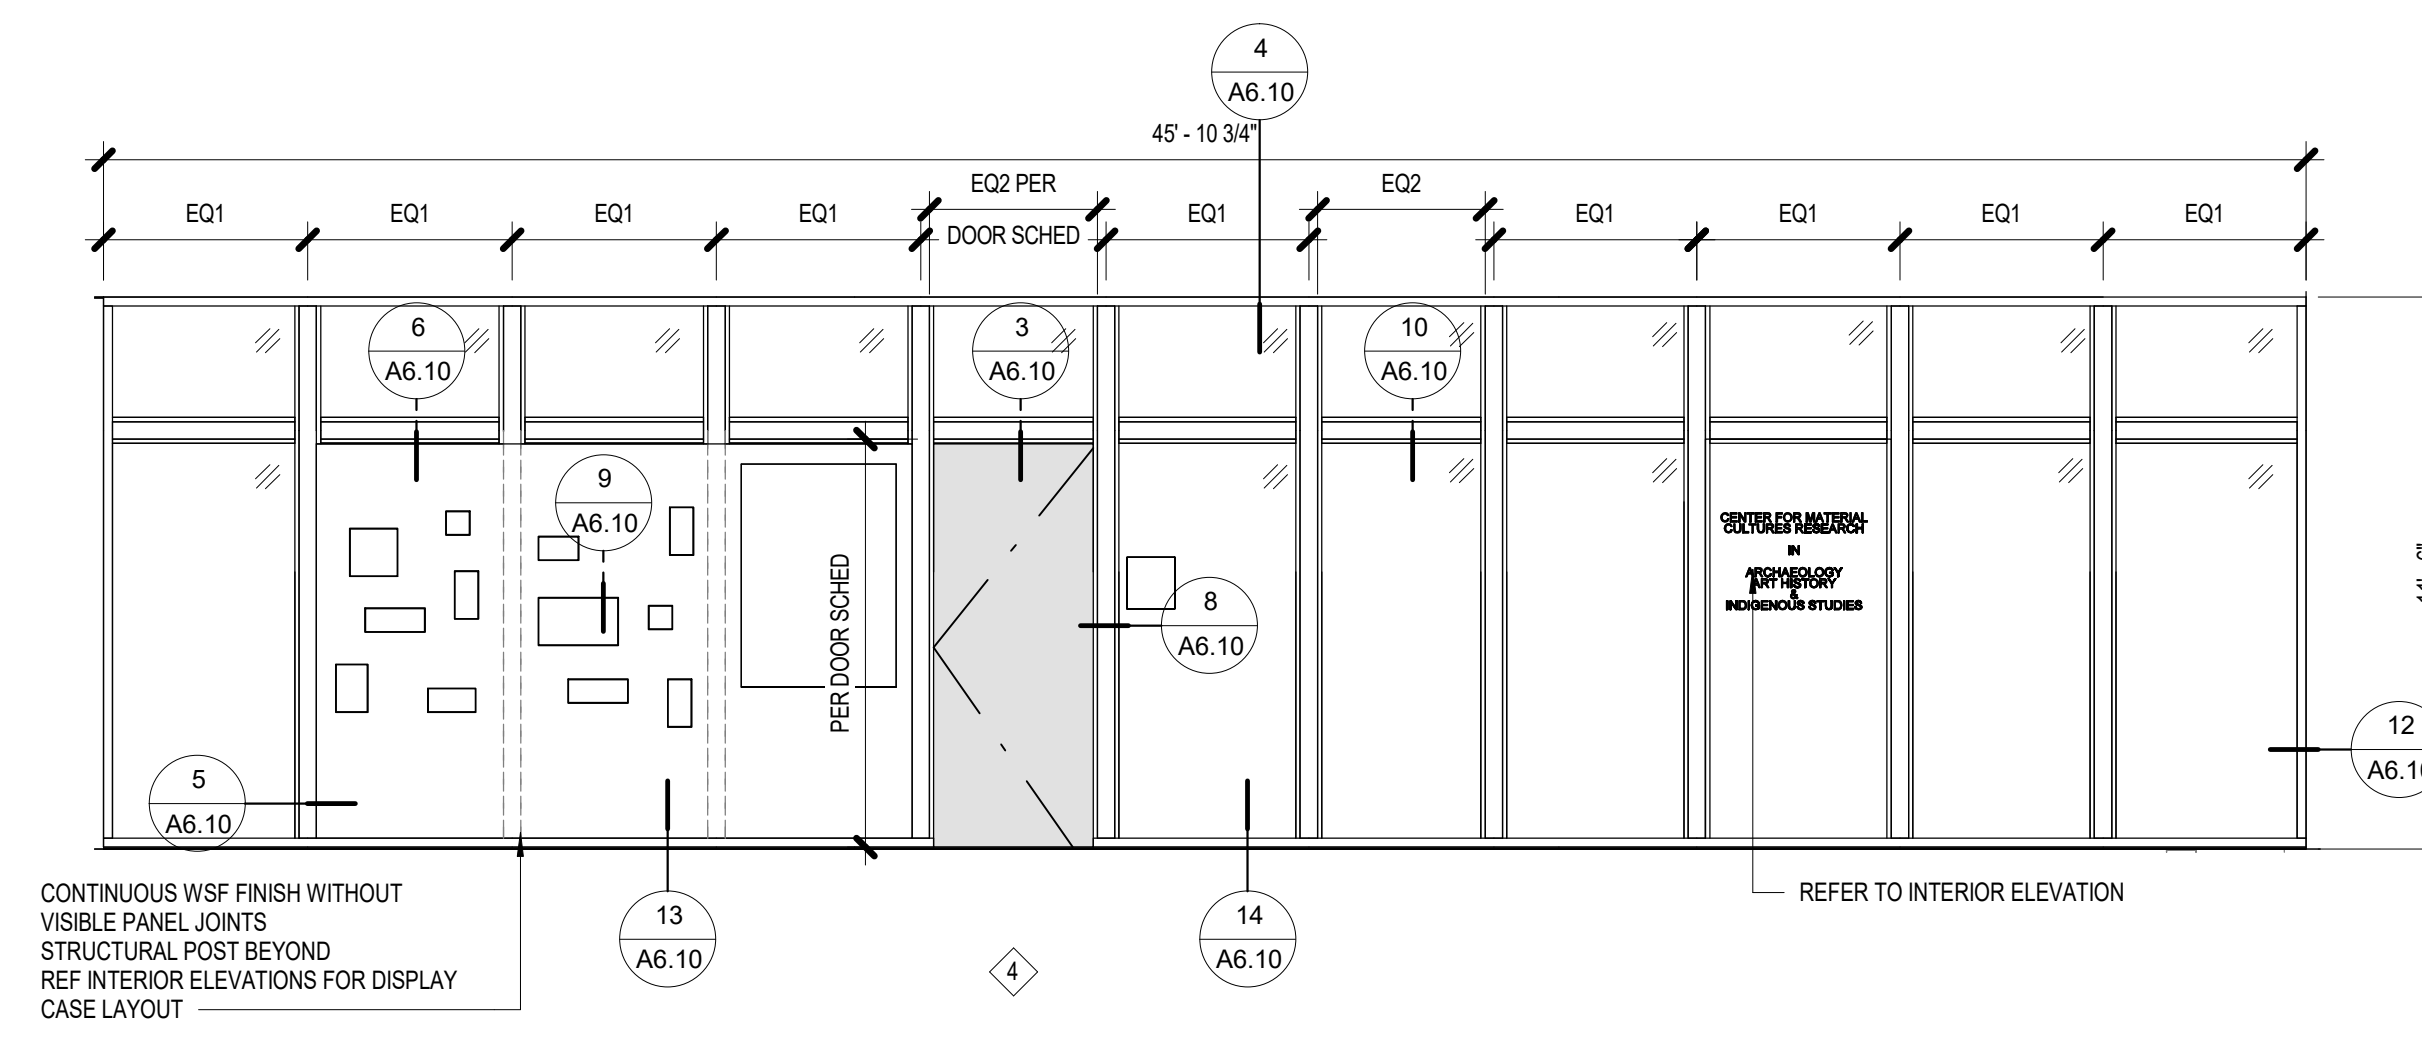 4
A6.10
45' - 10 3/4"
EQ2 PER
EQ2
EQ1
EQ1
EQ1
EQ1
DOOR SCHED
EQ1
EQ1
EQ1
EQ1
EQ1
6
A6.10
3
A6.10
10
A6.10
9
A6.10
CENTER FOR MATERIAL
CULTURES RESEARCH
IN
ARCHAEOLOGY
ART HISTORY
&
INDIGENOUS STUDIES
PER DOOR SCHED
8
A6.10
12
5
A6.10
CONTINUOUS WSF FINISH WITHOUT
VISIBLE PANEL JOINTS
STRUCTURAL POST BEYOND
REF INTERIOR ELEVATIONS FOR DISPLAY
CASE LAYOUT
13
A6.10
4
14
A6.10
REFER TO INTERIOR ELEVATION